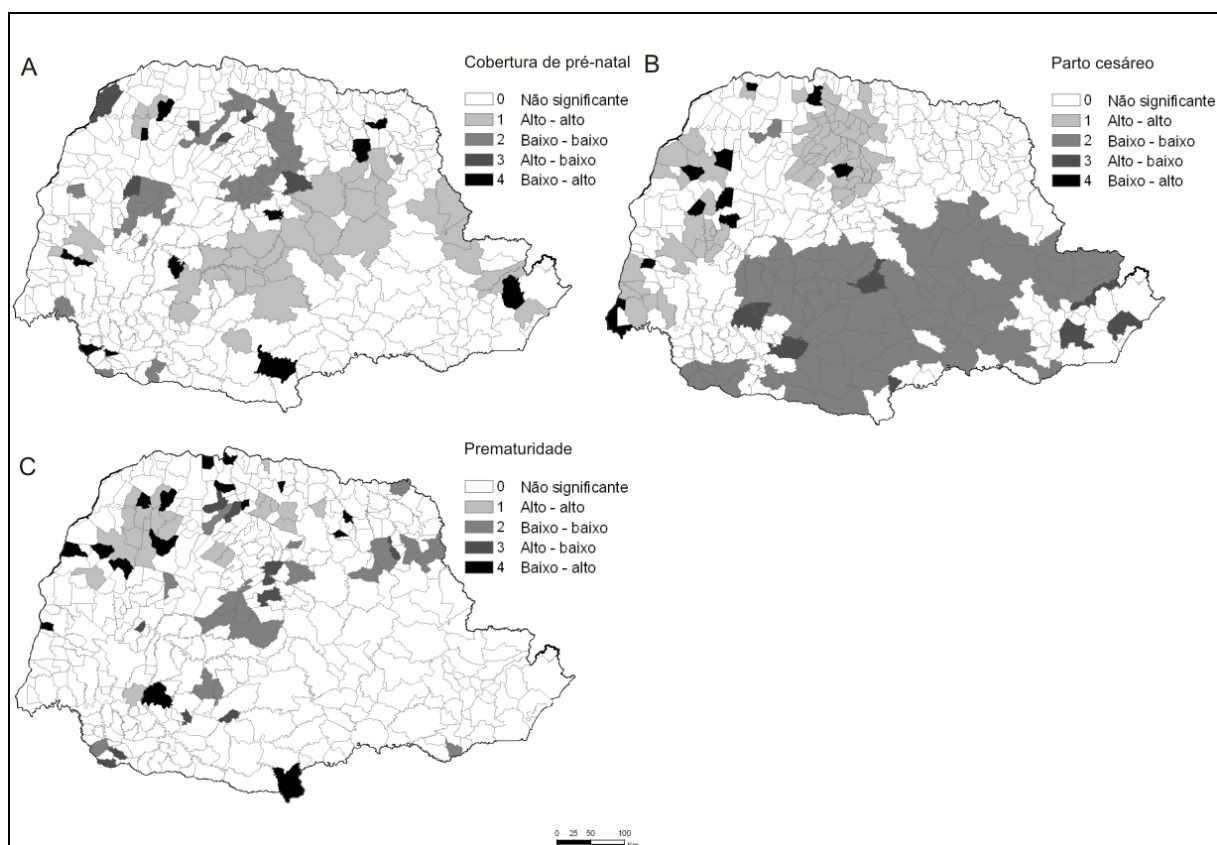 A
Cobertura de pré-natal
0 Não significante
1 Alto - alto
2 Baixo - baixo
3 Alto - baixo
4 Baixo - alto
B
Parto cesáreo
0 Não significante
1 Alto - alto
2 Baixo - baixo
3 Alto - baixo
4 Baixo - alto
C
Prematuridade
0 Não significante
1 Alto - alto
2 Baixo - baixo
3 Alto - baixo
4 Baixo - alto
0 25 50 100
Km